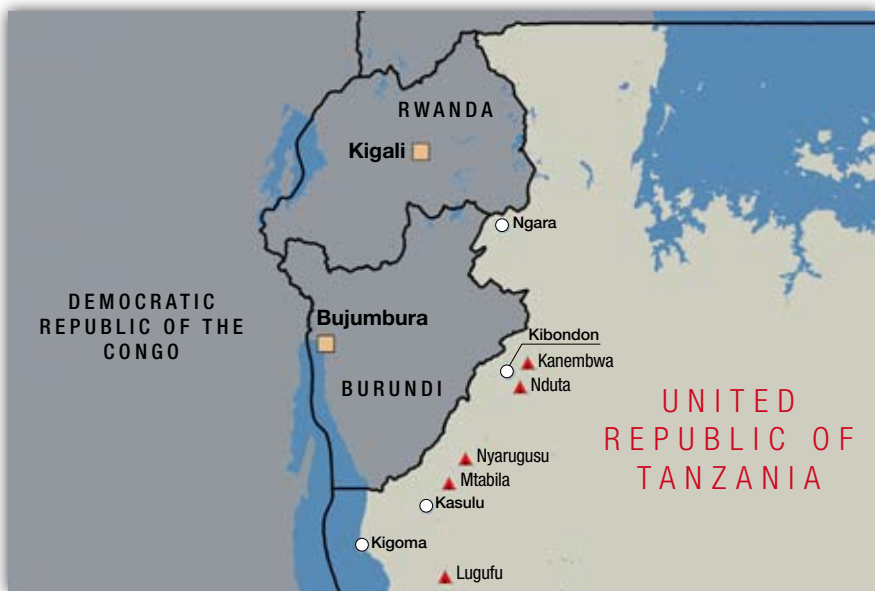 RWANDA
Kigali
Ngara
DEMOCRATIC
REPUBLIC OF THE
CONGO
Bujumbura
Kibondon
Kanembwa
BURUNDI
Nduta
UNITED
REPUBLIC OF
TANZANIA
Nyarugusu
Mtabila
Kasulu
Kigoma
Lugufu